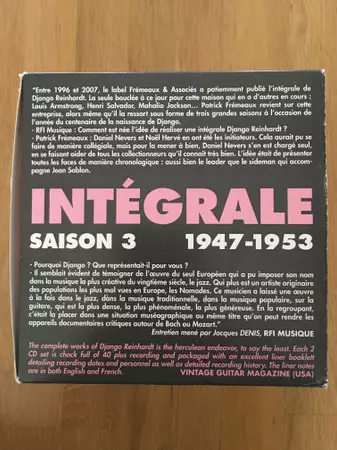 "Entre 1996 et 2007, le label Frémeaux & Associés a patiemment publié l'intégrale de
Django Reinhardt. La seule bouclée à ce jour pour cette maison qui en a d'autres en cours :
Louis Armstrong, Henri Salvador, Mahalia Jackson... Patrick Frémeaux revient sur cette
entreprise, alors même qu'il la ressort sous forme de trois grandes saisons à l'occasion de
l'année du centenaire de la naissance de Django.
- RFI Musique : Comment est née l'idée de réaliser une intégrale Django Reinhardt ?
- Patrick Frémeaux : Daniel Nevers et Noël Hervé en ont été les initiateurs. Cela aurait pu se
faire de manière collégiale, mais pour la mener à bien, Daniel Nevers s'en est chargé seul,
en se faisant aider de tous les collectionneurs qu'il connait très bien. L'idée était de présenter
toutes les faces de manière chronologique : aussi bien le leader que le sideman qui accompa-
gne Jean Sablon.
INTÉGRALE
SAISON 3 1947-1953
- Pourquoi Django ? Que représentait-il pour vous ?
- Il semblait évident de témoigner de l'œuvre du seul Européen qui a pu imposer son nom
dans la musique la plus créative du vingtième siècle, le jazz. Qui plus est un artiste originaire
des populations les plus mal vues en Europe, les Nomades. Ce musicien a laissé une œuvre
à la fois dans le jazz, dans la musique traditionnelle, dans la musique populaire, sur la
guitare, ce qui est dense, la plus phénoménale, la plus généreuse. En la regroupant,
c'était la placer dans une situation muséographique au même titre qu'on peut rendre les
appareils documentaires critiques autour de Bach ou Mozart."
Entretien mené par Jacques DENIS, RFI MUSIQUE
The complete works of Django Reinhardt is the herculean endeavor, to say the least. Each 2
CD set is chock full of 40 plus recording and packaged with an excellent liner booklett
detailing recording dates and personnel as well as detailed recording history. The liner notes
are in both English and French. VINTAGE GUITAR MAGAZINE (USA)